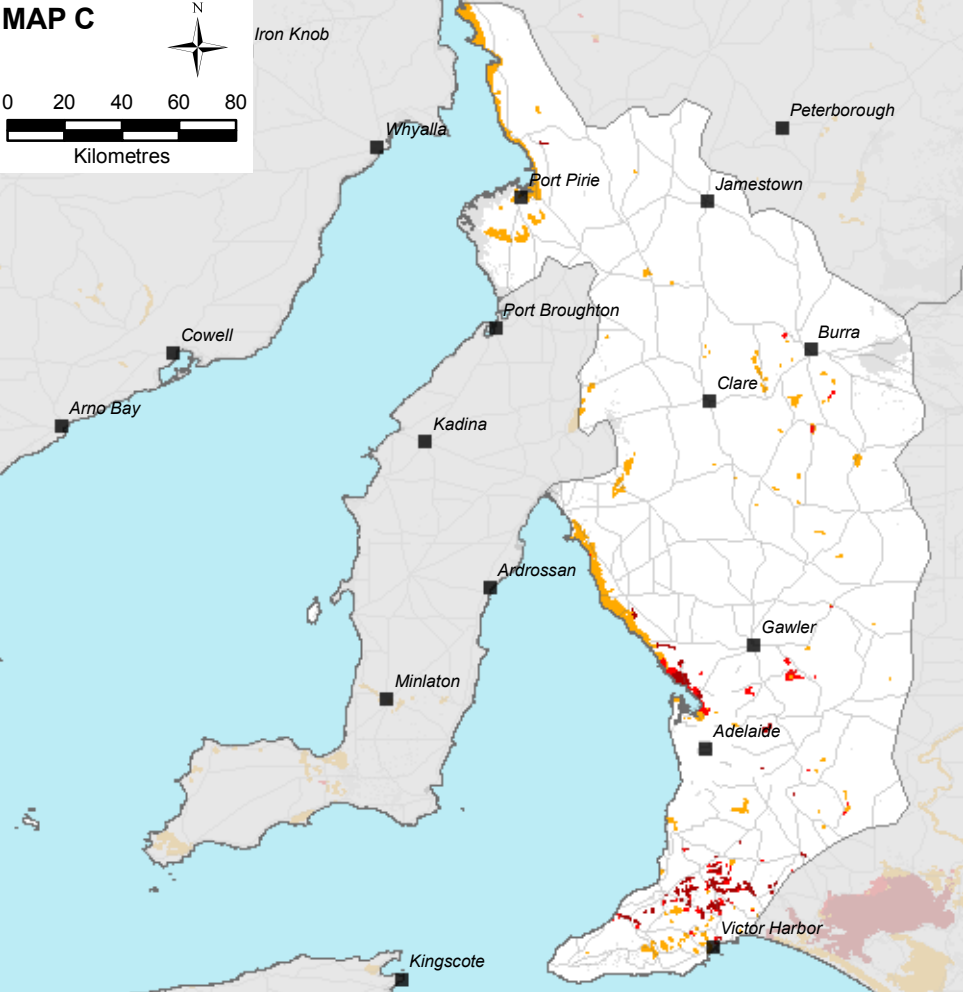 MAP C
N
Iron Knob
0 20 40 60 80
Kilometres
Whyalla
Peterborough
Port Pirie
Jamestown
Port Broughton
Cowell
Burra
Clare
Arno Bay
Kadina
Ardrossan
Gawler
Minlaton
Adelaide
Victor Harbor
Kingscote